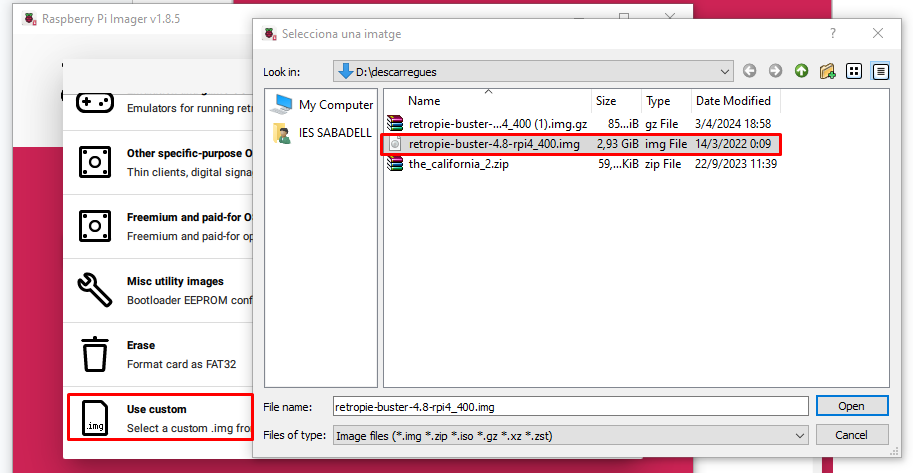 Raspberry Pi Imager v1.8.5
Emulators for running retr
Other specific-purpose O
Thin clients, digital signa
Freemium and paid-for O
Freemium and paid-for op
Misc utility images
Bootloader EEPROM conf
Erase
Format card as FAT32
Use custom
.img
Select a custom .img fro
Selecciona una imatge
Look in: D:\descarregues
My Computer
IES SABADELL
Name Size Type Date Modified
retropie-buster-...4_400 (1).img.gz 85...iB gz File 3/4/2024 18:58
retropie-buster-4.8-rpi4_400.img 2,93 GiB img File 14/3/2022 0:09
the_california_2.zip 59,...KiB zip File 22/9/2023 11:39
File name: retropie-buster-4.8-rpi4_400.img Open
Files of type: Image files (*.img *.zip *.iso *.gz *.xz *.zst) Cancel